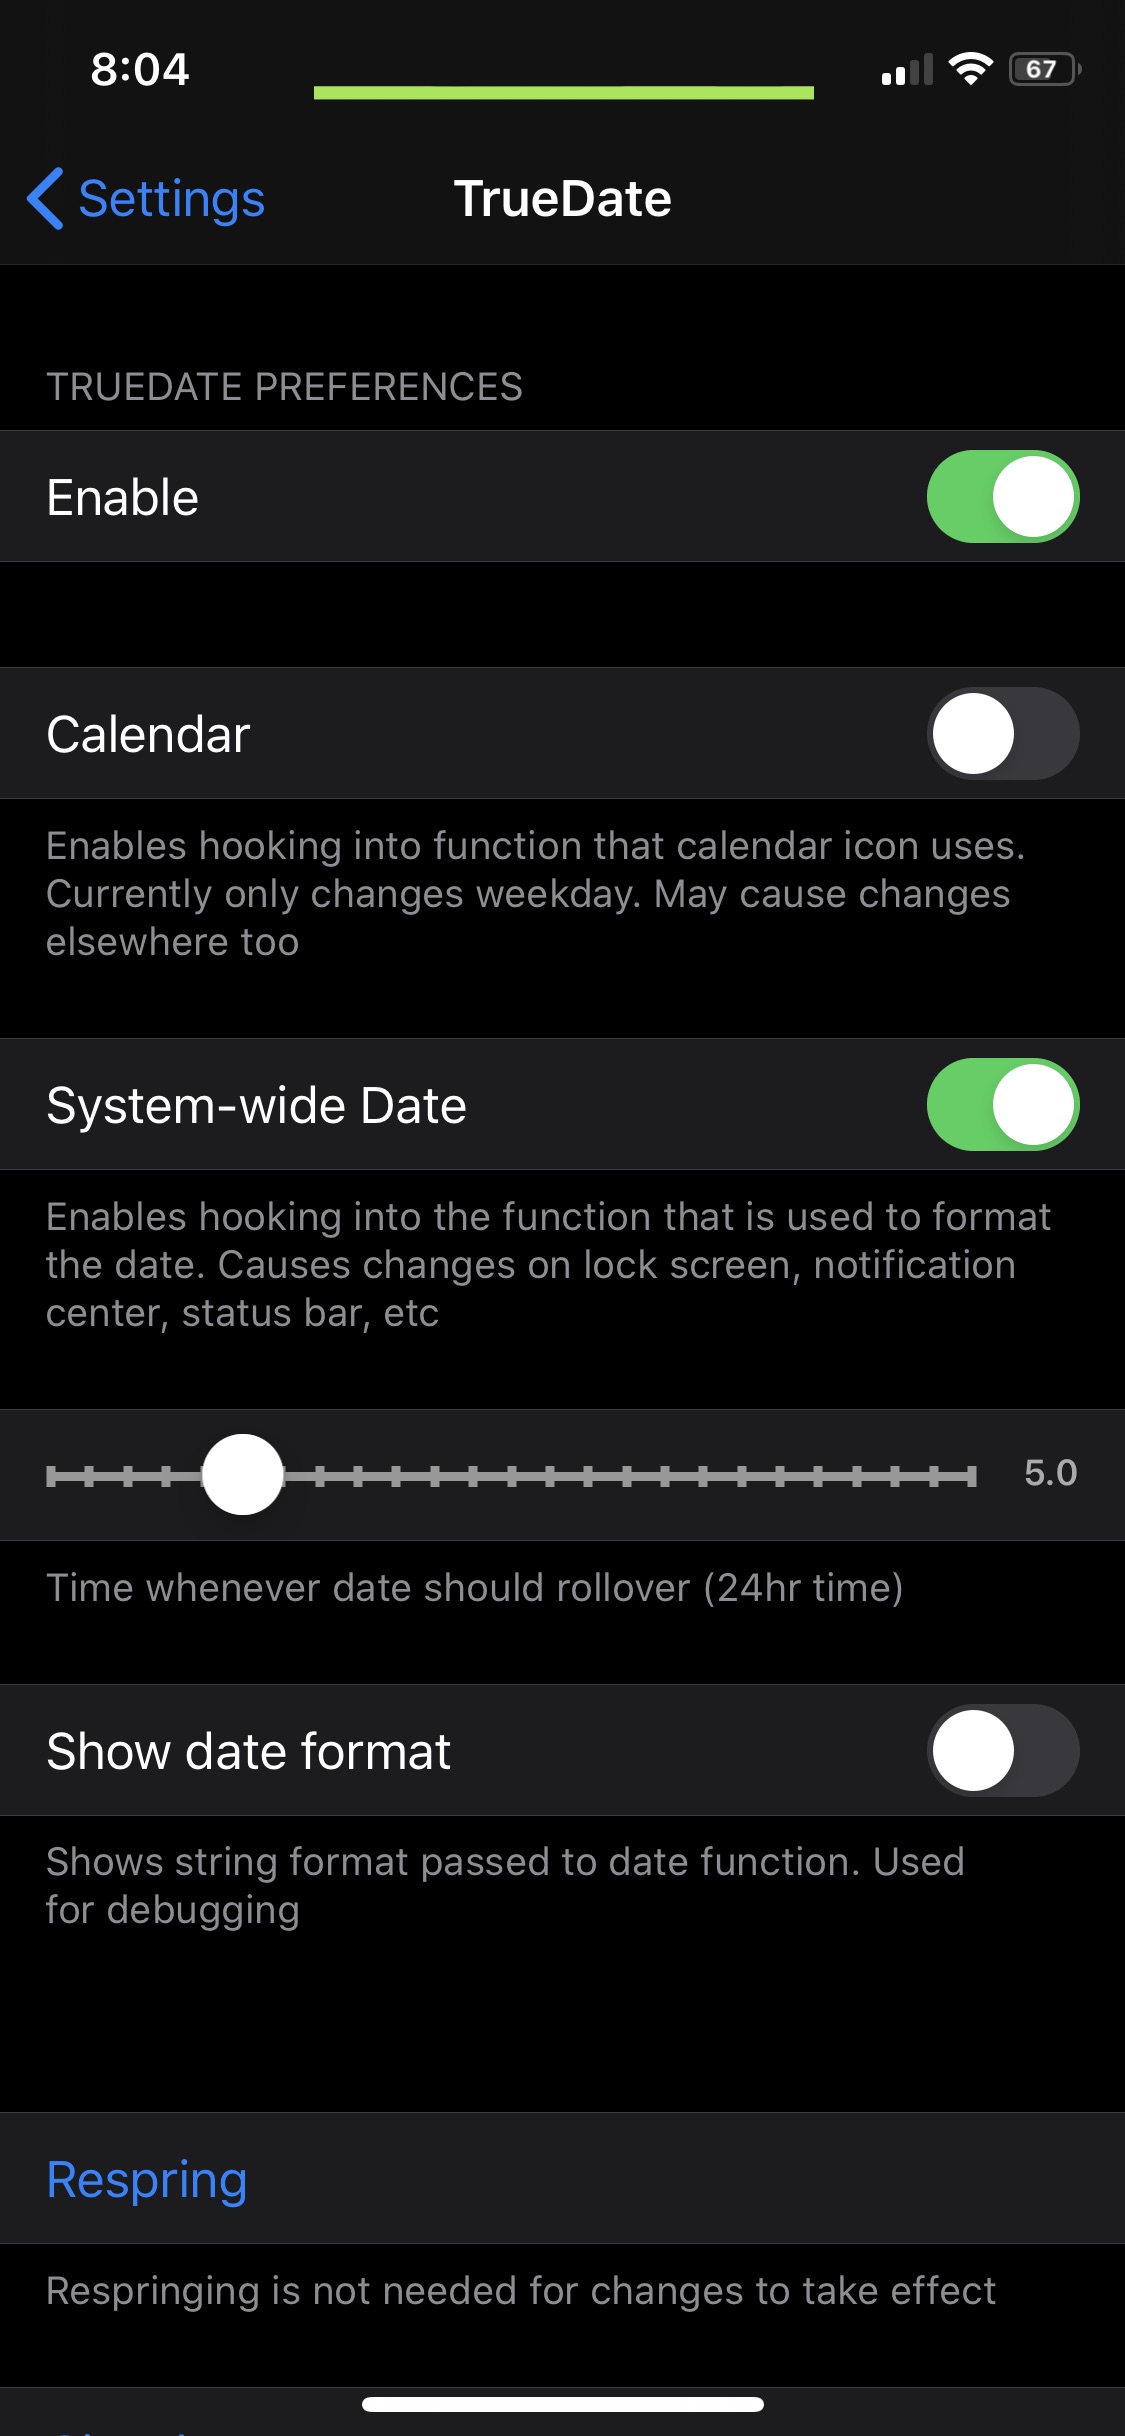 8:04
67
Settings
TrueDate
TRUEDATE PREFERENCES
Enable
Calendar
Enables hooking into function that calendar icon uses.
Currently only changes weekday. May cause changes
elsewhere too
System-wide Date
Enables hooking into the function that is used to format
the date. Causes changes on lock screen, notification
center, status bar, etc
5.0
Time whenever date should rollover (24hr time)
Show date format
Shows string format passed to date function. Used
for debugging
Respring
Respringing is not needed for changes to take effect